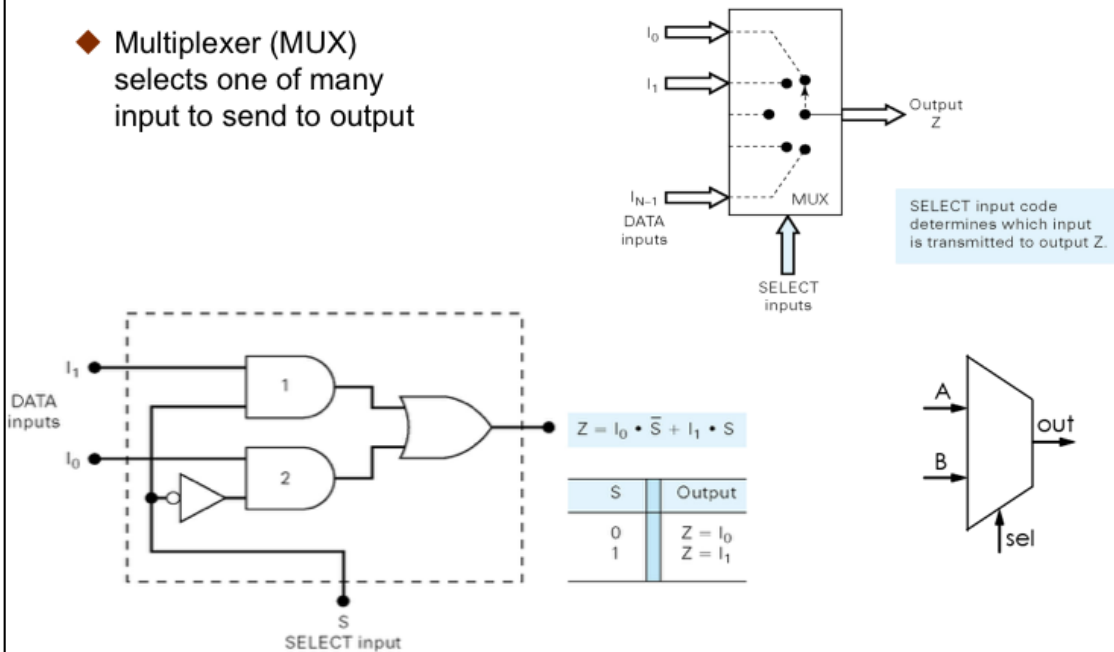 Multiplexer (MUX)
selects one of many
input to send to output
I₀
I₁
Output
Z
I_N-1
MUX
DATA
inputs
SELECT
inputs
SELECT input code
determines which input
is transmitted to output Z.
I₁
1
DATA
inputs
I₀
2
S
SELECT input
Z = I₀ • S̅ + I₁ • S
S Output
0 Z = I₀
1 Z = I₁
A
B
out
sel